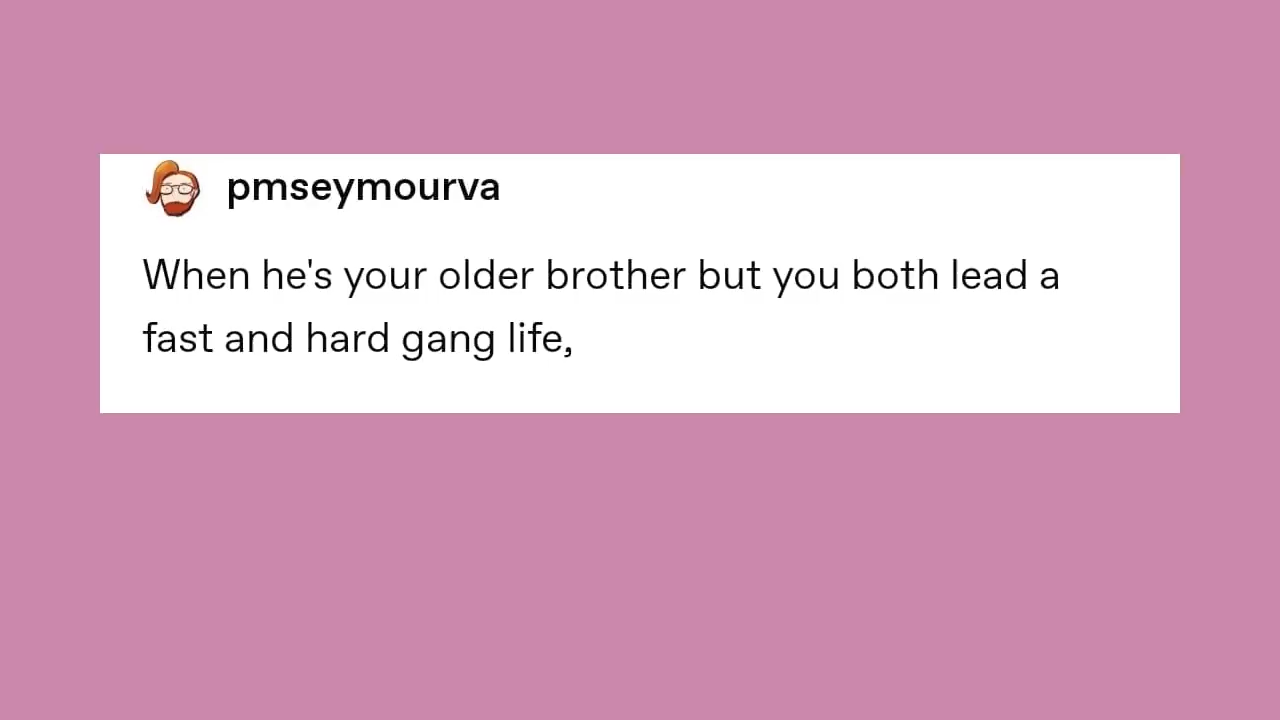 pmseymourva
When he's your older brother but you both lead a
fast and hard gang life,